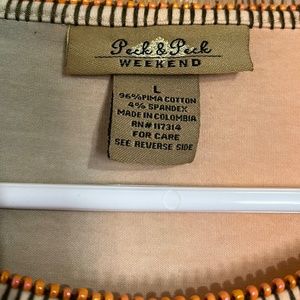 Peck & Peck
WEEKEND
L
96% PIMA COTTON
4% SPANDEX
MADE IN COLOMBIA
RN# 117314
FOR CARE
SEE REVERSE SIDE